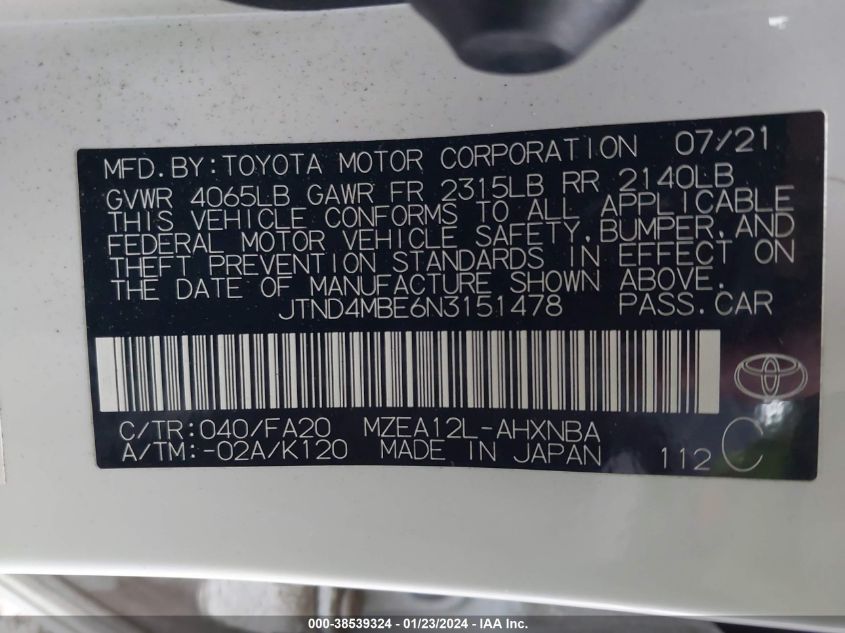 MFD. BY: TOYOTA MOTOR CORPORATION 07/21
GVWR 4065LB GAWR FR 2315LB RR 2140LB
THIS VEHICLE CONFORMS TO ALL APPLICABLE
FEDERAL MOTOR VEHICLE SAFETY, BUMPER, AND
THEFT PREVENTION STANDARDS IN EFFECT ON
THE DATE OF MANUFACTURE SHOWN ABOVE.
JTND4MBE6N3151478 PASS. CAR
C/TR: 040/FA20 MZEA12L-AHXNBA
A/TM: -02A/K120 MADE IN JAPAN 112 C
000-38539324 | 01/23/2024 - IAA Inc.